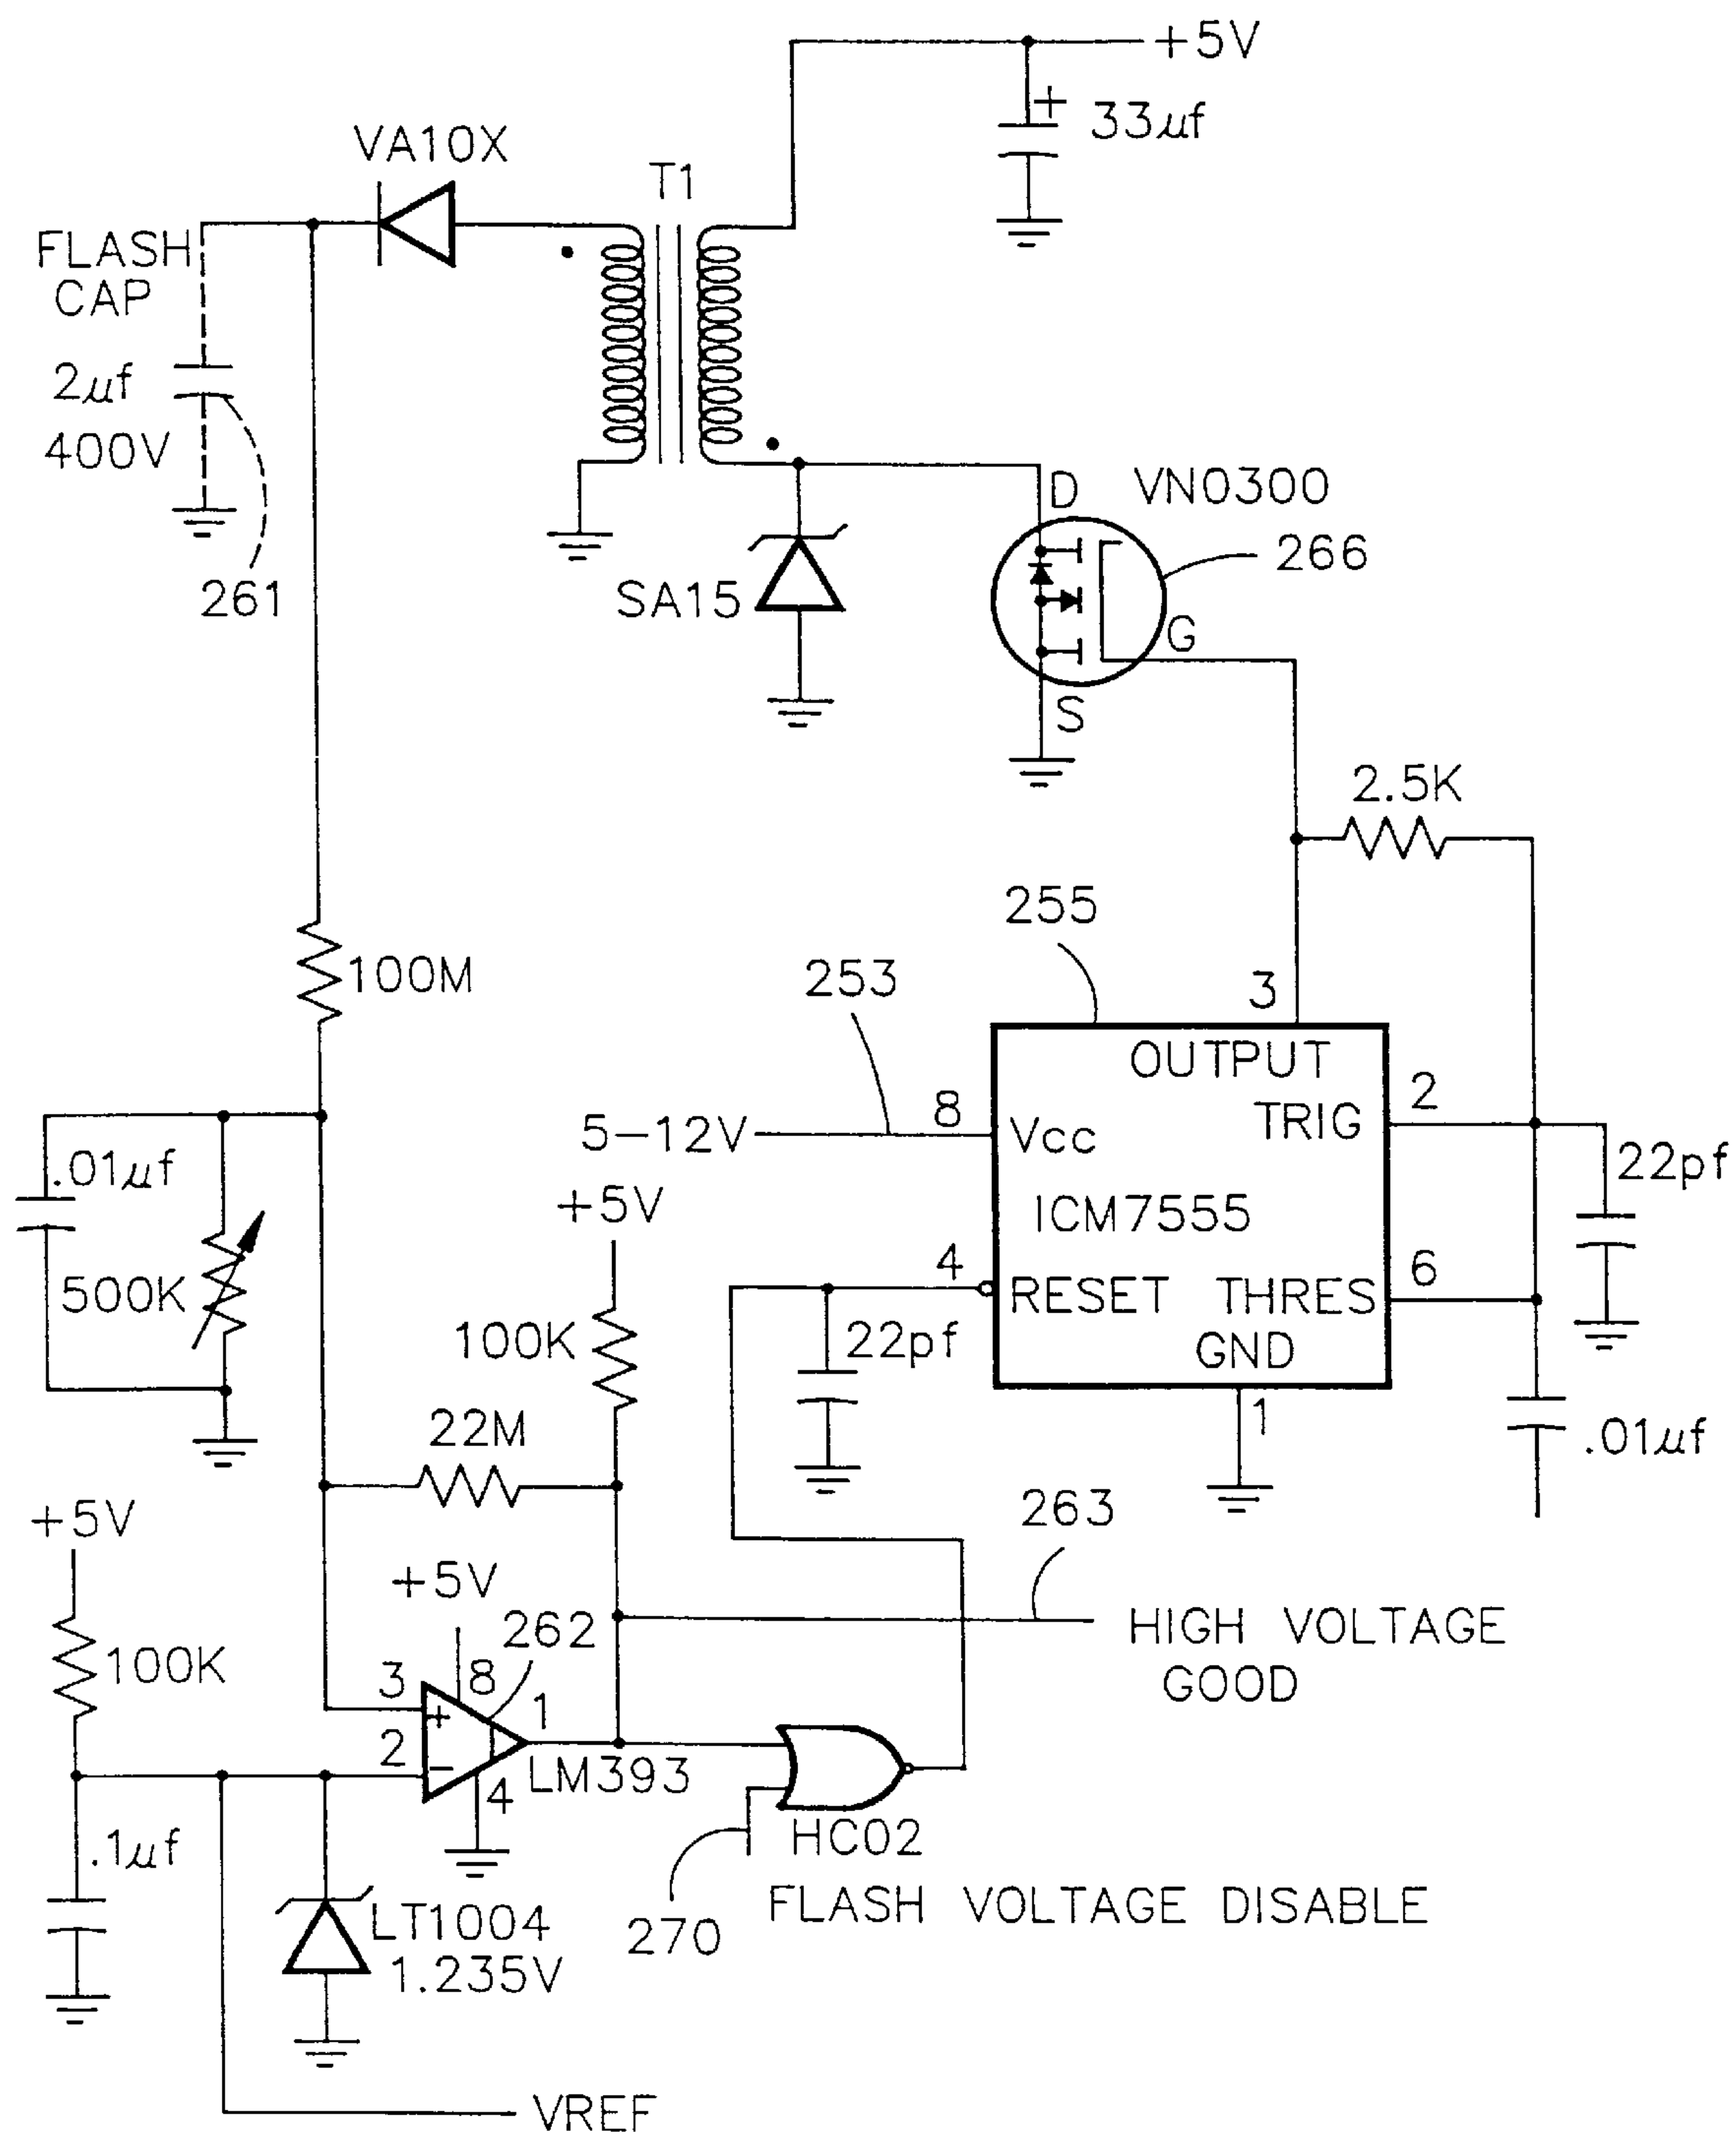 +5V
+
33µf
VA10X
T1
FLASH
CAP
2µf
400V
261
D
VN0300
266
SA15
G
S
2.5K
255
100M
253
3
OUTPUT
8
2
5-12V
Vcc
TRIG
.01µf
22pf
+5V
ICM7555
4
6
500K
RESET
THRES
100K
22pf
GND
1
22M
.01µf
+5V
263
+5V
262
HIGH VOLTAGE
GOOD
100K
3
8
+
1
2
−
LM393
4
.1µf
HC02
LT1004
1.235V
270
FLASH VOLTAGE DISABLE
VREF